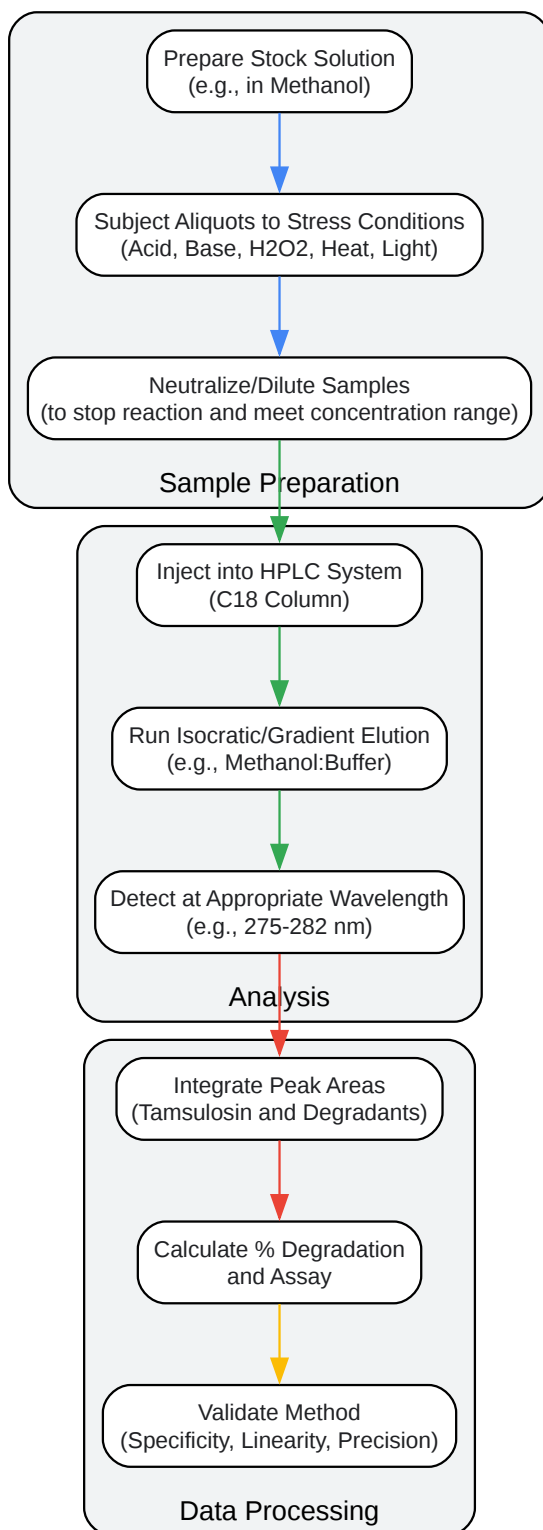 Prepare Stock Solution
(e.g., in Methanol)
Subject Aliquots to Stress Conditions
(Acid, Base, H2O2, Heat, Light)
Neutralize/Dilute Samples
(to stop reaction and meet concentration range)
Sample Preparation
Inject into HPLC System
(C18 Column)
Run Isocratic/Gradient Elution
(e.g., Methanol:Buffer)
Detect at Appropriate Wavelength
(e.g., 275-282 nm)
Analysis
Integrate Peak Areas
(Tamsulosin and Degradants)
Calculate % Degradation
and Assay
Validate Method
(Specificity, Linearity, Precision)
Data Processing